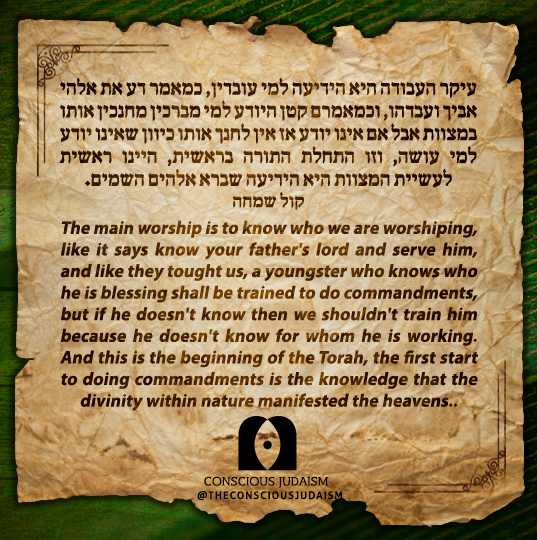 עיקר העבודה היא הידיעה למי עובדין, כמאמר דע את אלהי
אביך ועבדהו, וכמאמרם קטן היודע למי מברכין מחנכין אותו
במצוות אבל אם אינו יודע אז אין לחנך אותו כיוון שאינו יודע
למי עושה, וזו התחלת התורה בראשית, היינו ראשית
לעשיית המצוות היא הידיעה שברא אלהים השמים.
קול שמחה
The main worship is to know who we are worshiping,
like it says know your father's lord and serve him,
and like they tought us, a youngster who knows who
he is blessing shall be trained to do commandments,
but if he doesn't know then we shouldn't train him
because he doesn't know for whom he is working.
And this is the beginning of the Torah, the first start
to doing commandments is the knowledge that the
divinity within nature manifested the heavens..
CONSCIOUS JUDAISM
@THECONSCIOUSJUDAISM